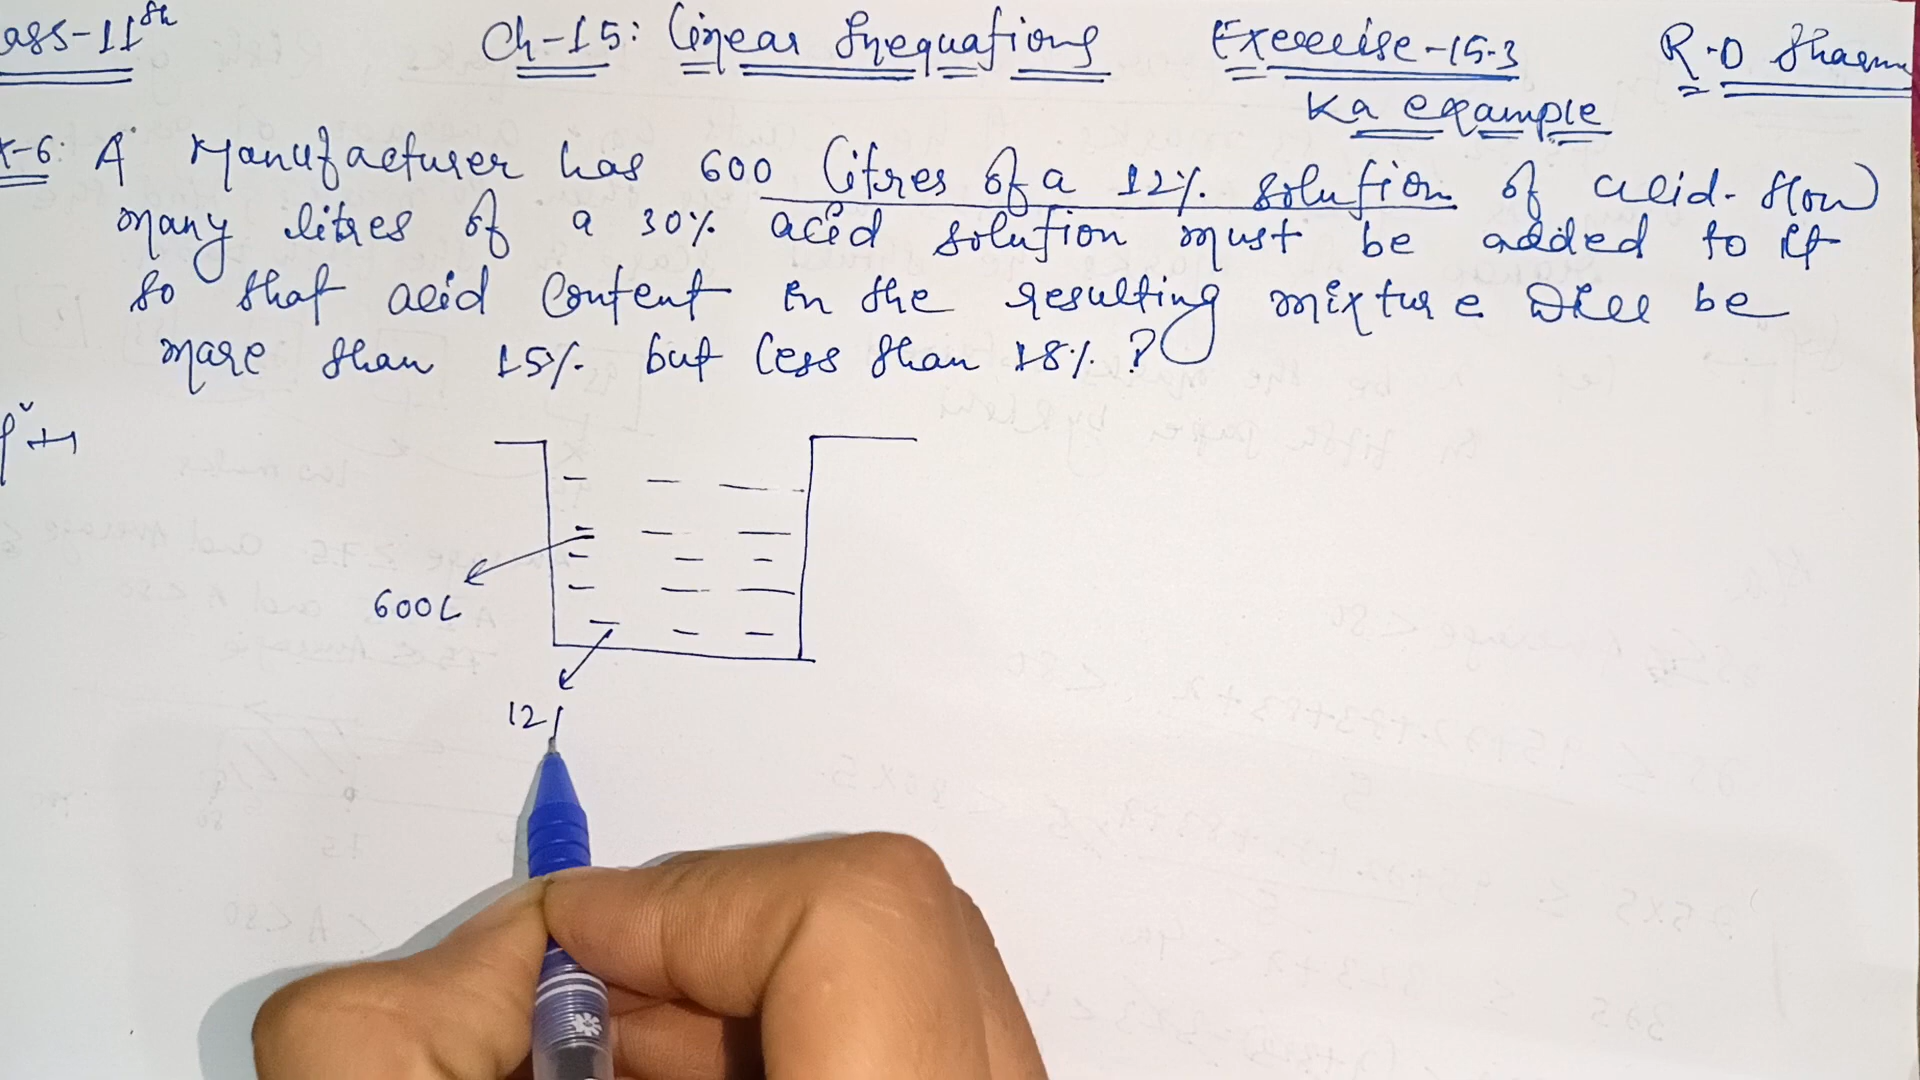 ass-11th Ch-15: Linear Inequations Exercise-15.3 R.D Sharma
Ka example
x-6: A Manufacturer has 600 litres of a 12% solution of acid. How
many litres of a 30% acid solution must be added to it
so that acid content in the resulting mixture will be
more than 15% but less than 18%?
600L
12/